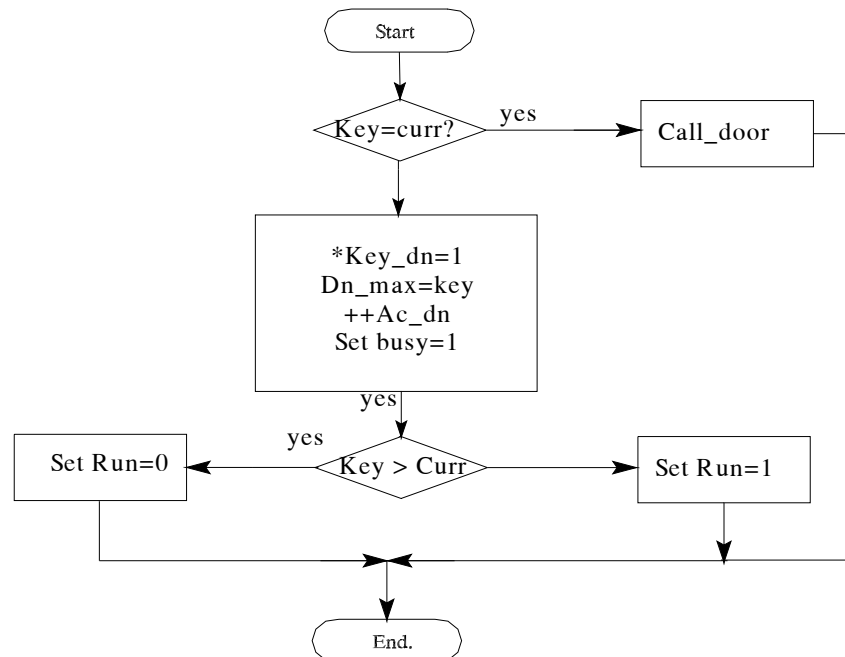 Start
Key=curr?
yes
Call_door
*Key_dn=1
Dn_max=key
++Ac_dn
Set busy=1
yes
yes
Set Run=0
Key > Curr
Set Run=1
End.